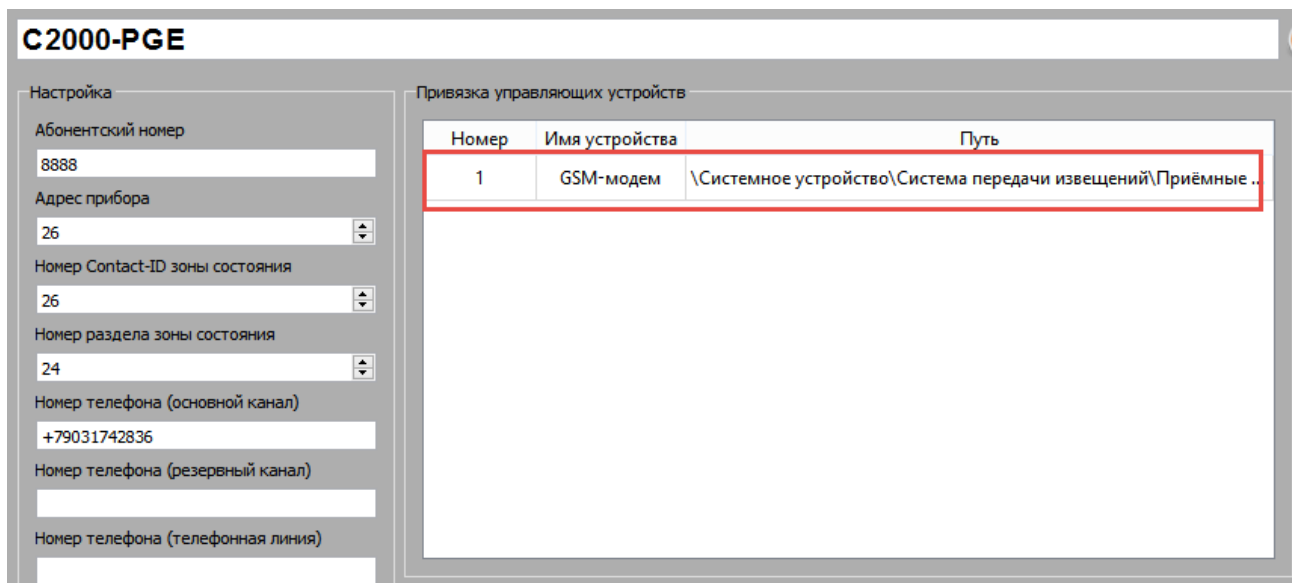 C2000-PGE
Настройка
Абонентский номер
8888
Адрес прибора
26
Номер Contact-ID зоны состояния
26
Номер раздела зоны состояния
24
Номер телефона (основной канал)
+79031742836
Номер телефона (резервный канал)
Номер телефона (телефонная линия)
Привязка управляющих устройств
Номер Имя устройства Путь
1 GSM-модем \Системное устройство\Система передачи извещений\Приёмные ...